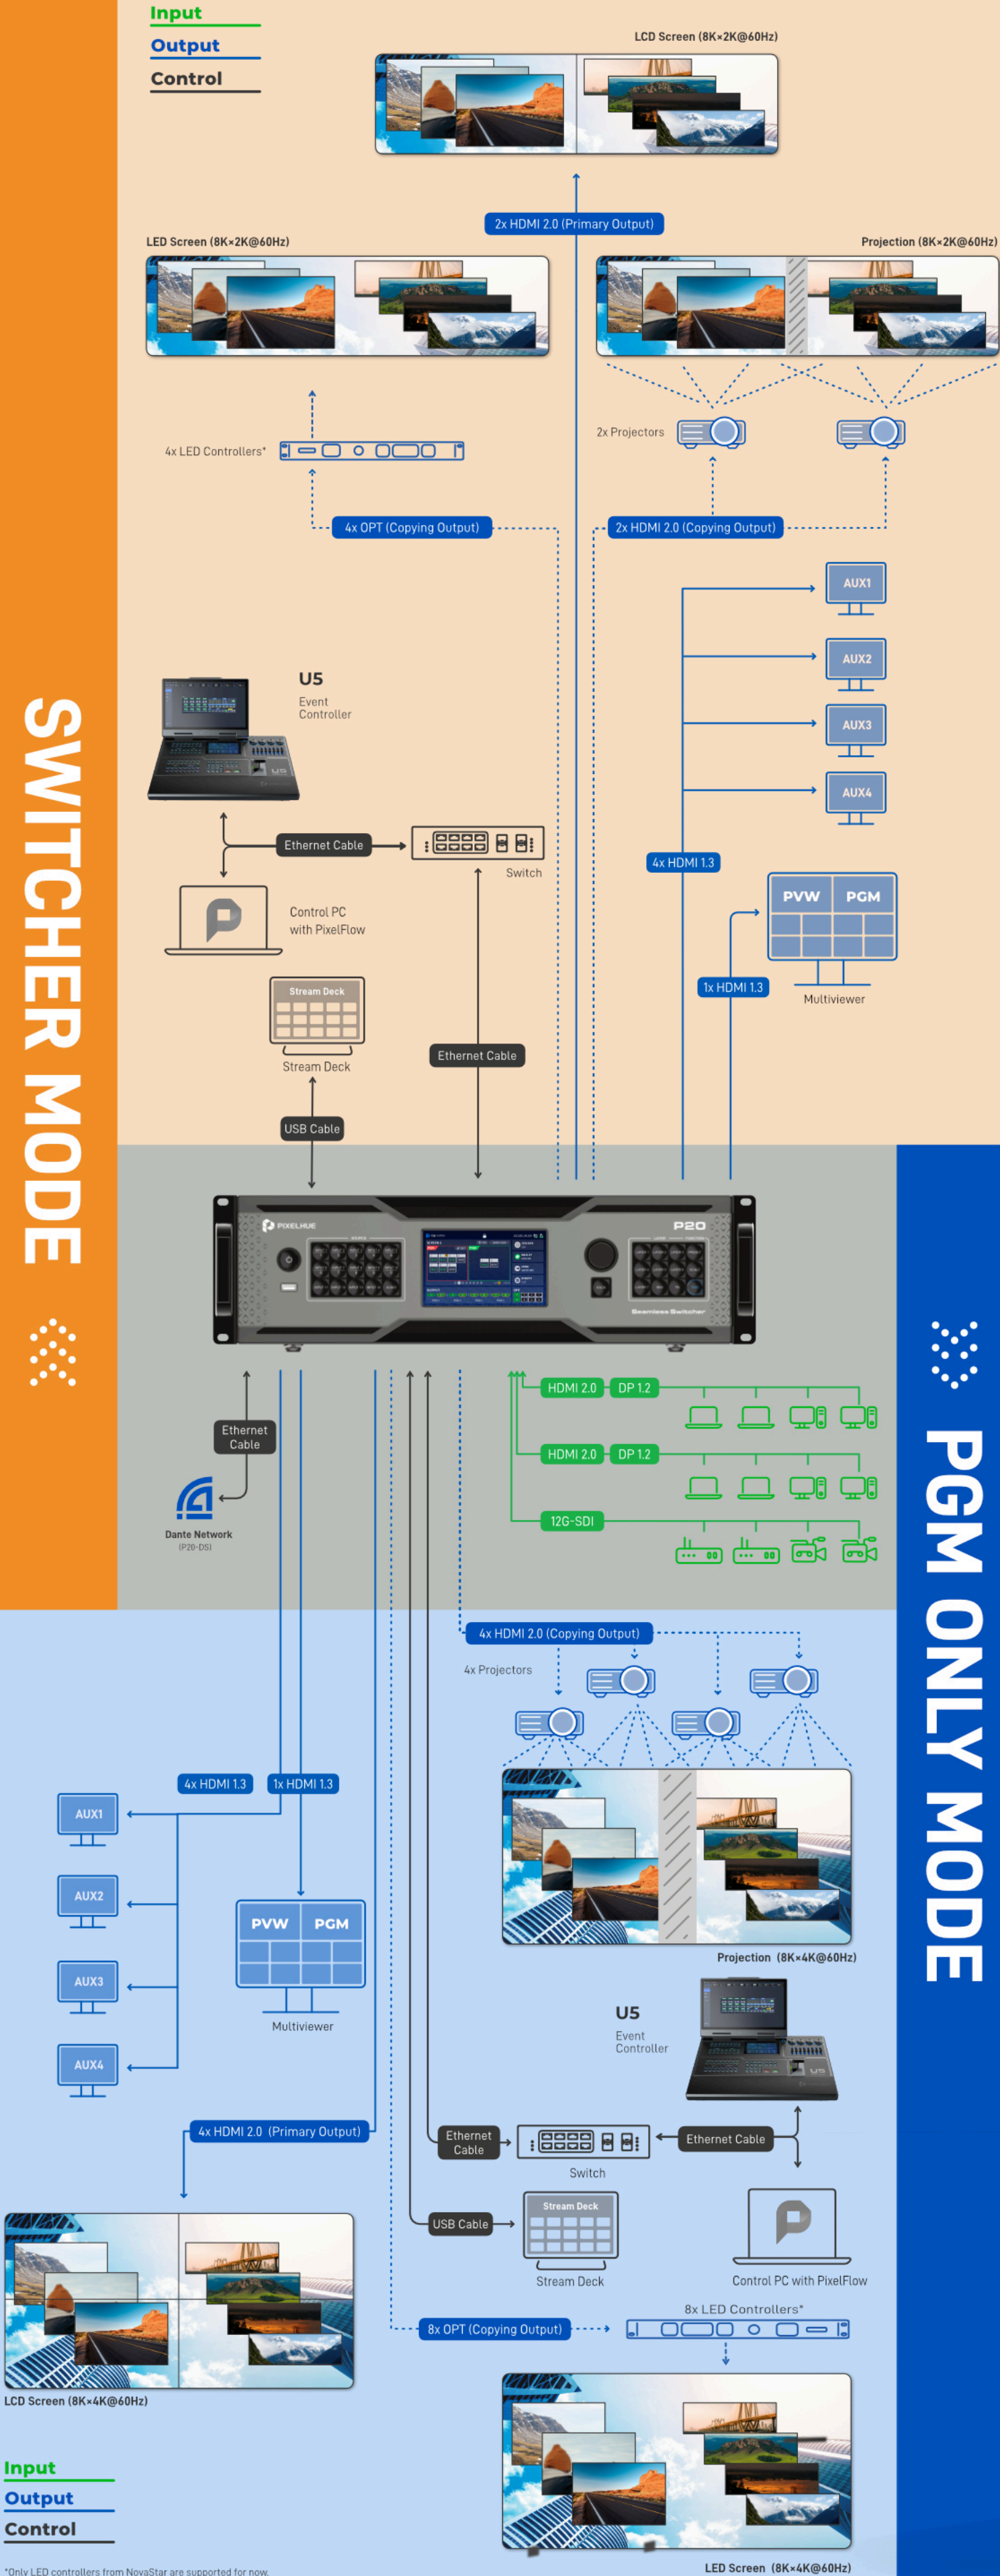 Input
Output
Control
LCD Screen (8K×2K@60Hz)
2x HDMI 2.0 (Primary Output)
LED Screen (8K×2K@60Hz)
Projection (8K×2K@60Hz)
2x Projectors
4x LED Controllers*
4x OPT (Copying Output)
2x HDMI 2.0 (Copying Output)
AUX1
AUX2
AUX3
AUX4
U5
Event
Controller
U5
Ethernet Cable
Switch
4x HDMI 1.3
PVW PGM
Control PC
with PixelFlow
Stream Deck
1x HDMI 1.3
Multiviewer
Ethernet Cable
Stream Deck
USB Cable
SWITCHER MODE
PIXELHUE
P20
Seamless Switcher
HDMI 2.0 DP 1.2
Ethernet
Cable
HDMI 2.0 DP 1.2
12G-SDI
Dante Network
(P20-DS)
PGM ONLY MODE
4x HDMI 2.0 (Copying Output)
4x Projectors
4x HDMI 1.3
1x HDMI 1.3
AUX1
AUX2
AUX3
AUX4
PVW PGM
Multiviewer
Projection (8K×4K@60Hz)
U5
Event
Controller
U5
4x HDMI 2.0 (Primary Output)
Ethernet
Cable
Ethernet Cable
Switch
Stream Deck
USB Cable
Stream Deck
Control PC with PixelFlow
8x LED Controllers*
8x OPT (Copying Output)
LCD Screen (8K×4K@60Hz)
Input
Output
Control
LED Screen (8K×4K@60Hz)
*Only LED controllers from NovaStar are supported for now.